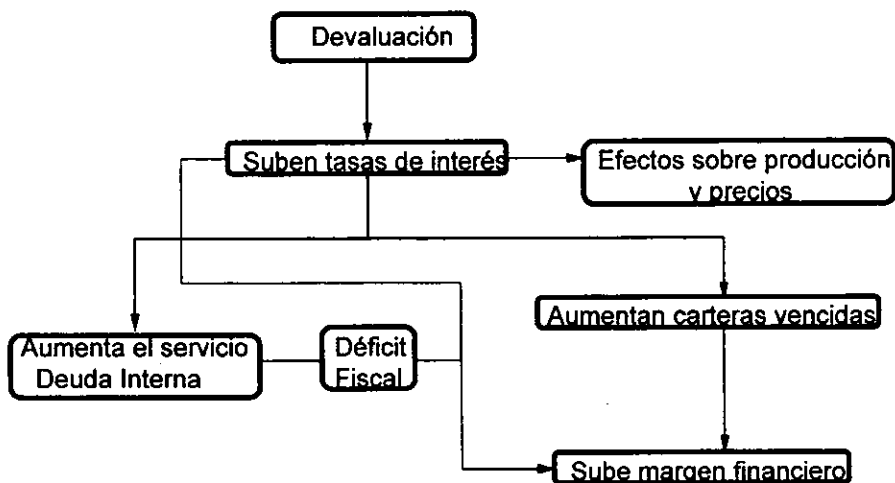 Devaluación
Suben tasas de interés
Efectos sobre producción
y precios
Aumentan carteras vencidas
Aumenta el servicio
Deuda Interna
Déficit
Fiscal
Sube margen financiero